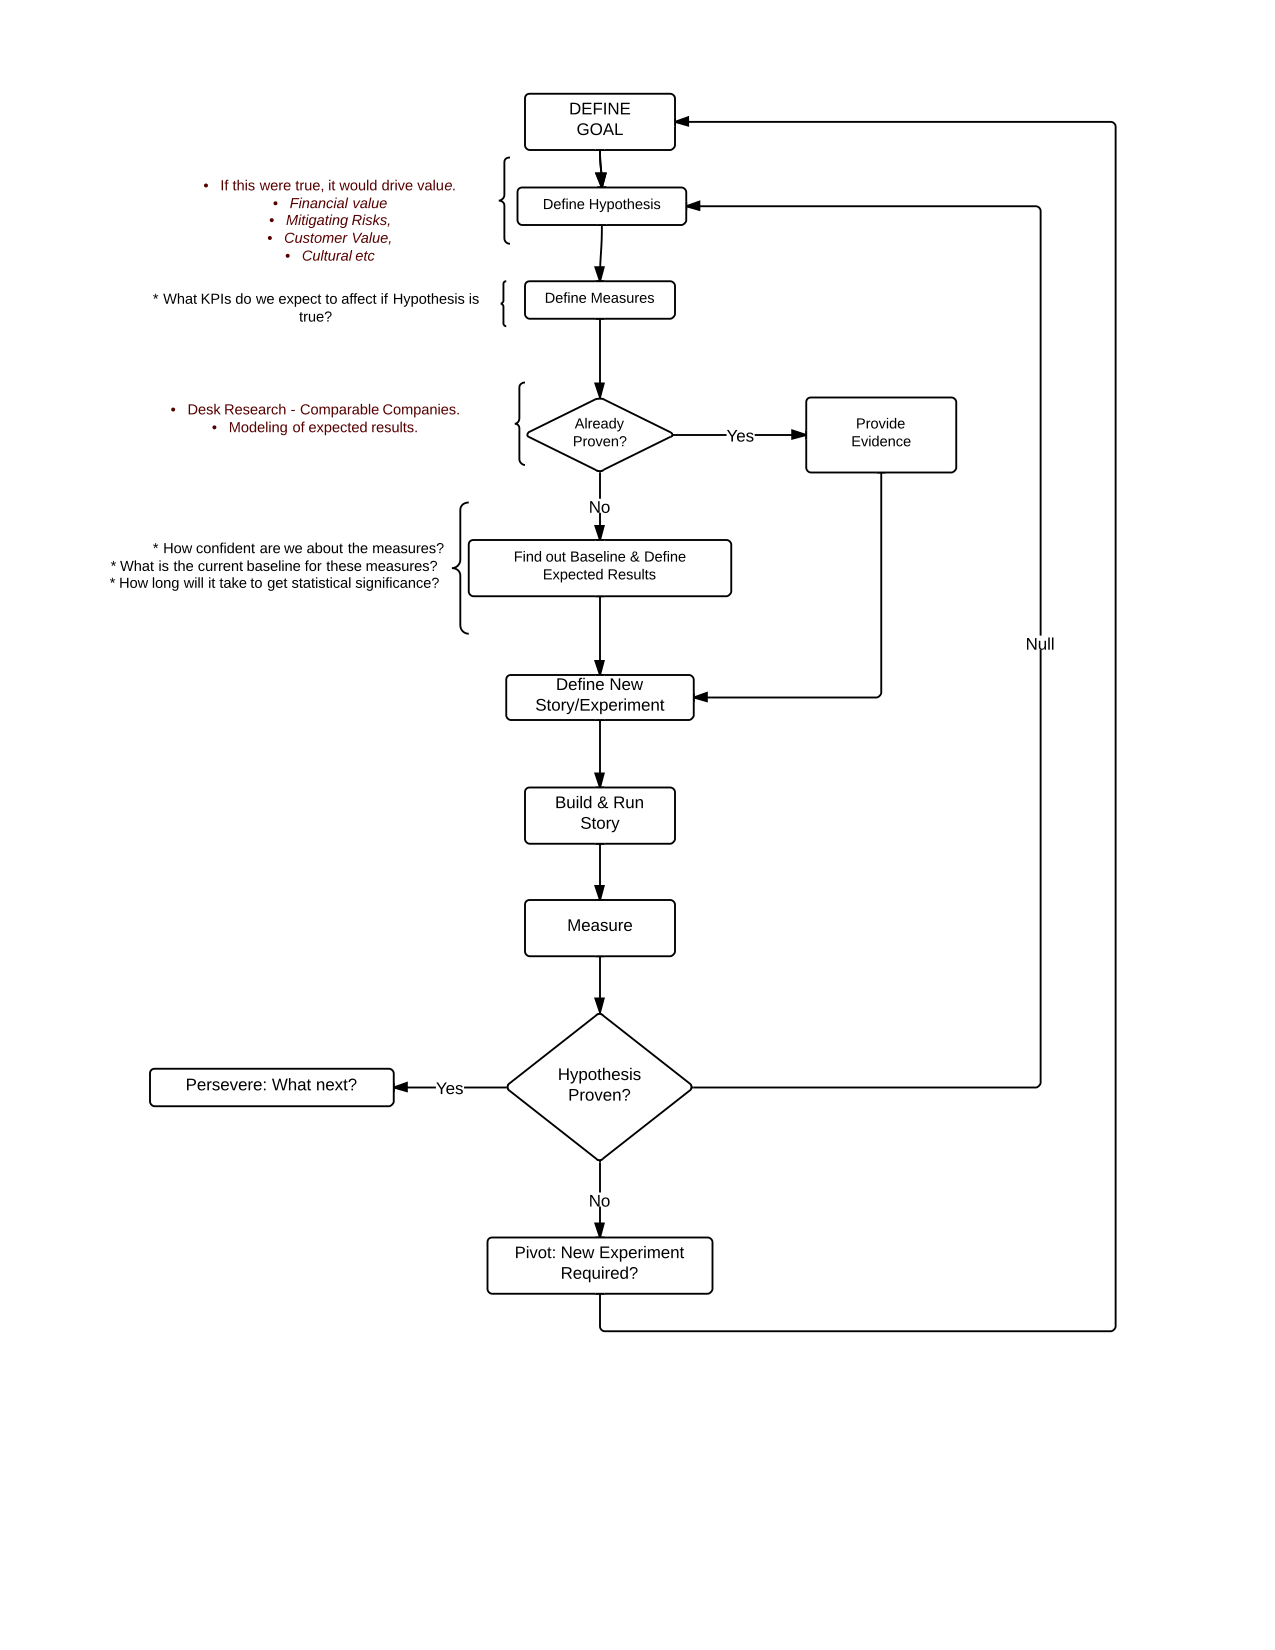 DEFINE
GOAL
• If this were true, it would drive value.
• Financial value
• Mitigating Risks,
• Customer Value,
• Cultural etc
Define Hypothesis
* What KPIs do we expect to affect if Hypothesis is
true?
Define Measures
• Desk Research - Comparable Companies.
• Modeling of expected results.
Already
Proven?
Yes
Provide
Evidence
No
* How confident are we about the measures?
* What is the current baseline for these measures?
* How long will it take to get statistical significance?
Find out Baseline & Define
Expected Results
Null
Define New
Story/Experiment
Build & Run
Story
Measure
Hypothesis
Proven?
Yes
Persevere: What next?
No
Pivot: New Experiment
Required?